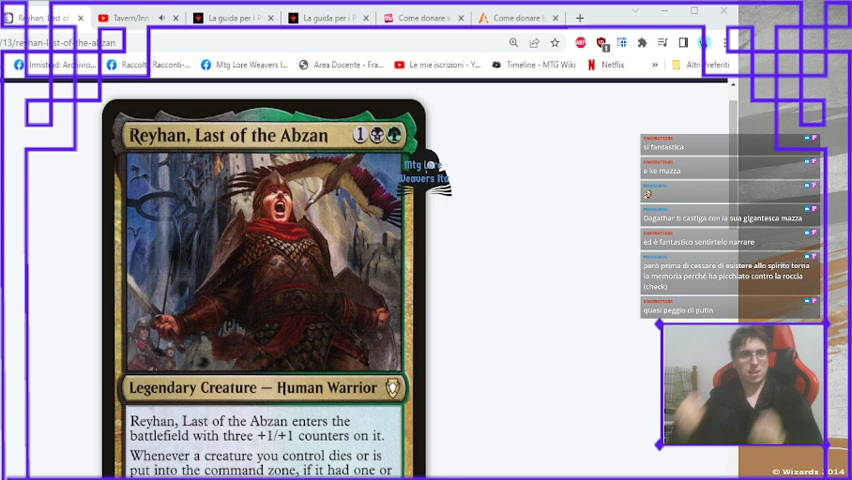 Reyhan, Last of
Tavern/Inn
La guida per i P
La guida per i P
Come donare s
Come donare
/13/reyhan-last-of-the-abzan
Innistrad: Archivio...
Raccolt Racconti-...
Mtg Lore Weavers I...
Area Docente - Fra...
Le mie iscrizioni - Y...
Timeline - MTG Wiki
Netflix
Altri Preferiti
Reyhan, Last of the Abzan
1
Mtg Lore
Weavers Ita
Legendary Creature — Human Warrior
Reyhan, Last of the Abzan enters the
battlefield with three +1/+1 counters on it.
Whenever a creature you control dies or is
put into the command zone, if it had one or
si fantastica
e ke mazza
Dagathar ti castiga con la sua gigantesca mazza
ed è fantastico sentirtelo narrare
però prima di cessare di esistere allo spirito torna
la memoria perché ha picchiato contro la roccia
(check)
quasi peggio di putin
© Wizards 2014